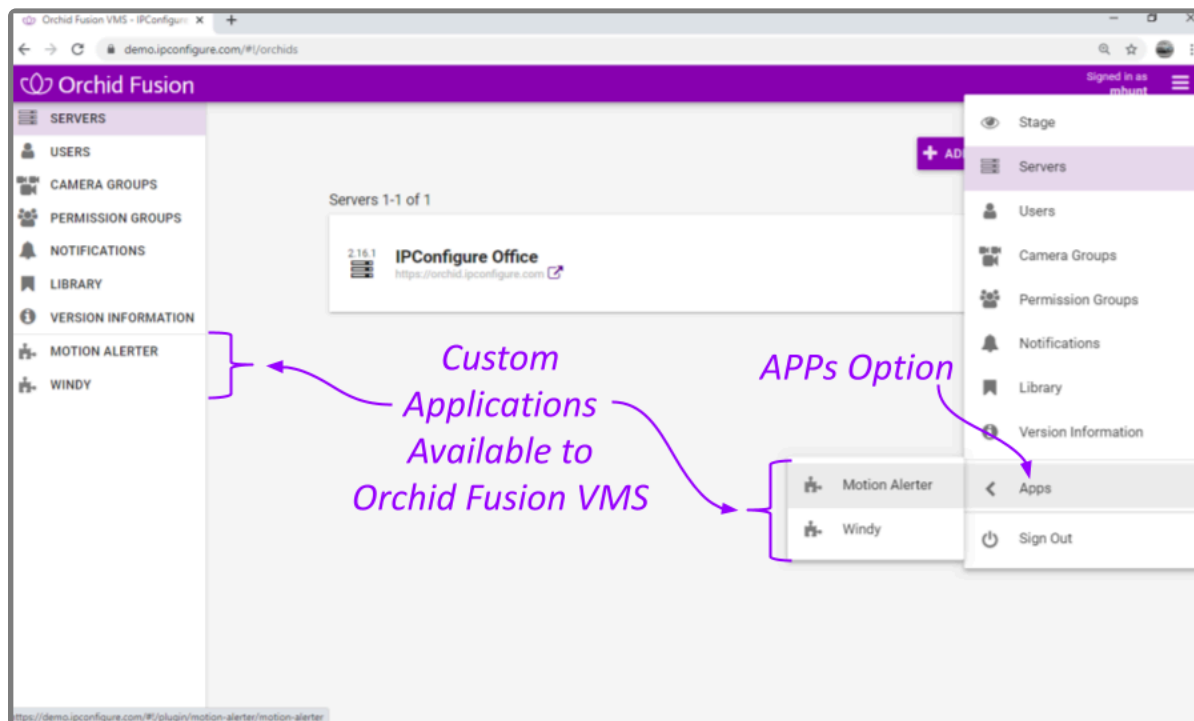 Orchid Fusion VMS - IPConfigure
demo.ipconfigure.com/#!/orchids
Orchid Fusion
Signed in as
mhunt
SERVERS
USERS
CAMERA GROUPS
PERMISSION GROUPS
NOTIFICATIONS
LIBRARY
VERSION INFORMATION
MOTION ALERTER
WINDY
+ AD
Servers 1-1 of 1
2.16.1
IPConfigure Office
https://orchid.ipconfigure.com
Custom
Applications
Available to
Orchid Fusion VMS
APPs Option
Stage
Servers
Users
Camera Groups
Permission Groups
Notifications
Library
Version Information
Apps
Sign Out
Motion Alerter
Windy
https://demo.ipconfigure.com/#!/plugin/motion-alerter/motion-alerter